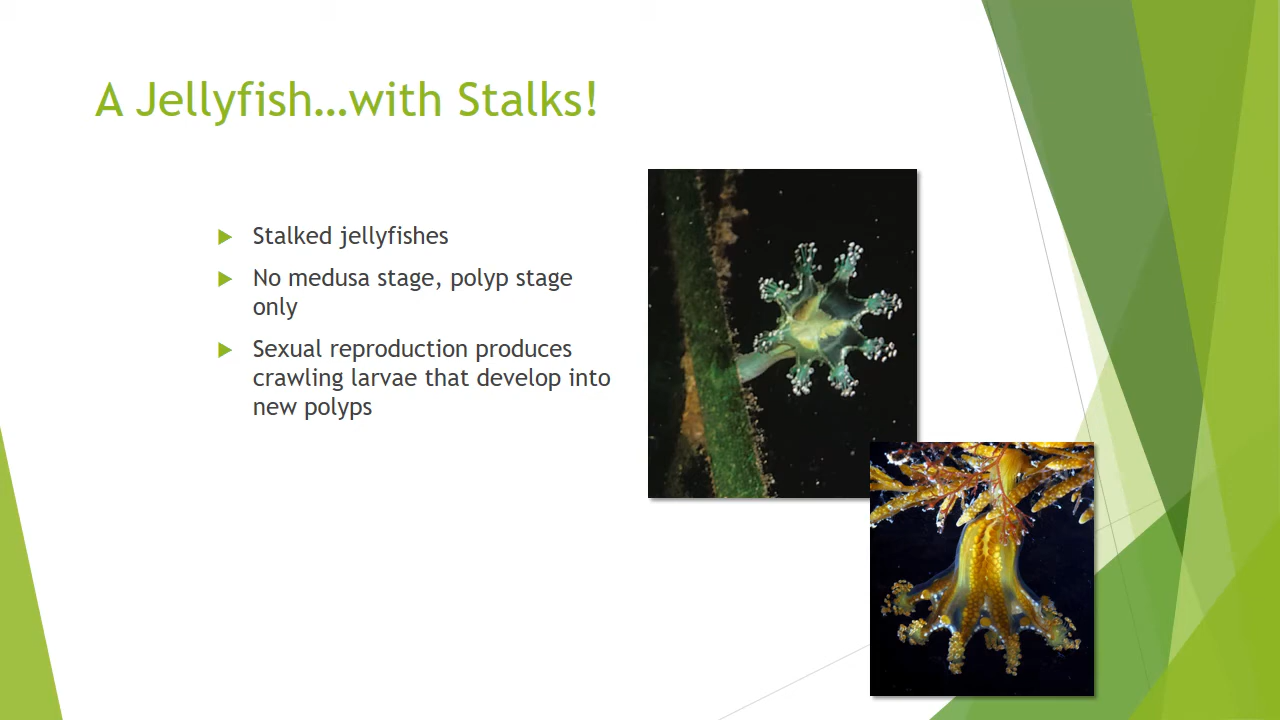 A Jellyfish…with Stalks!
Stalked jellyfishes
No medusa stage, polyp stage
only
Sexual reproduction produces
crawling larvae that develop into
new polyps